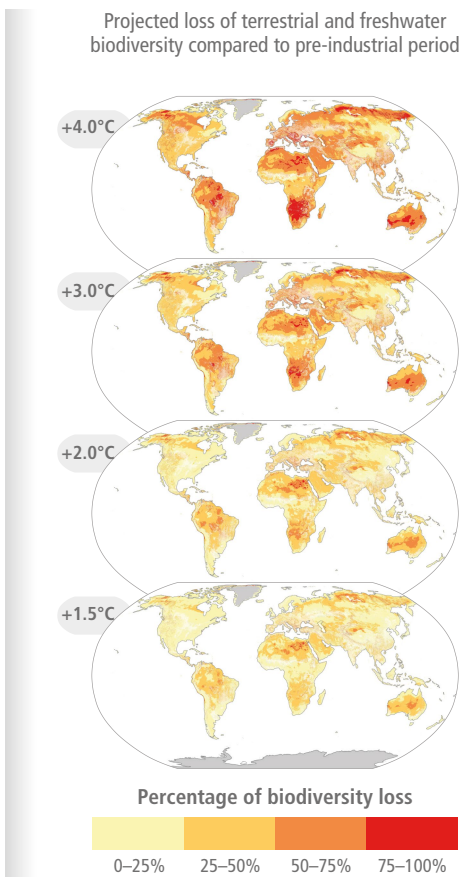 Projected loss of terrestrial and freshwater
biodiversity compared to pre-industrial period
+4.0°C
+3.0°C
+2.0°C
+1.5°C
Percentage of biodiversity loss
0–25% 25–50% 50–75% 75–100%